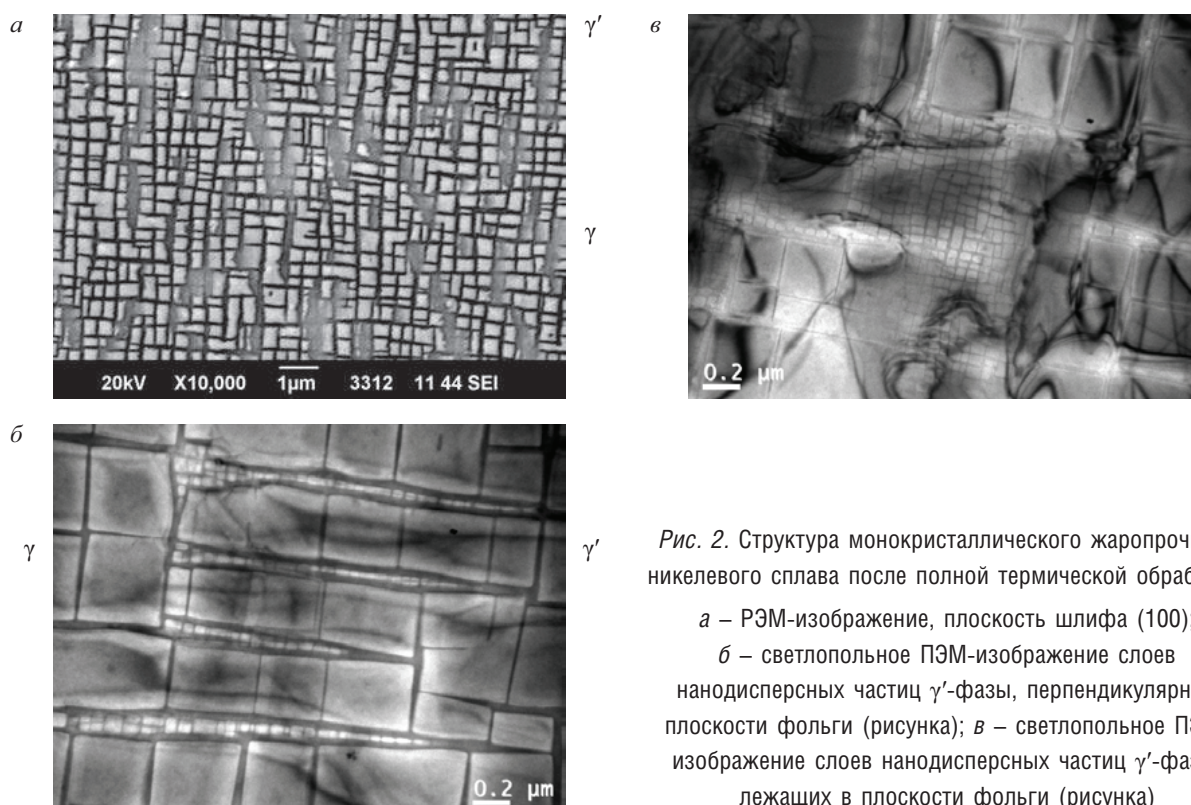 а
γ′
γ
20kV X10,000 1μm 3312 11 44 SEI
в
0.2 μm
б
γ
γ′
0.2 μm
Рис. 2. Структура монокристаллического жаропроч
никелевого сплава после полной термической обраб
а – РЭМ-изображение, плоскость шлифа (100);
б – светлопольное ПЭМ-изображение слоев
нанодисперсных частиц γ′-фазы, перпендикулярн
плоскости фольги (рисунка); в – светлопольное П
изображение слоев нанодисперсных частиц γ′-фаз
лежащих в плоскости фольги (рисунка)